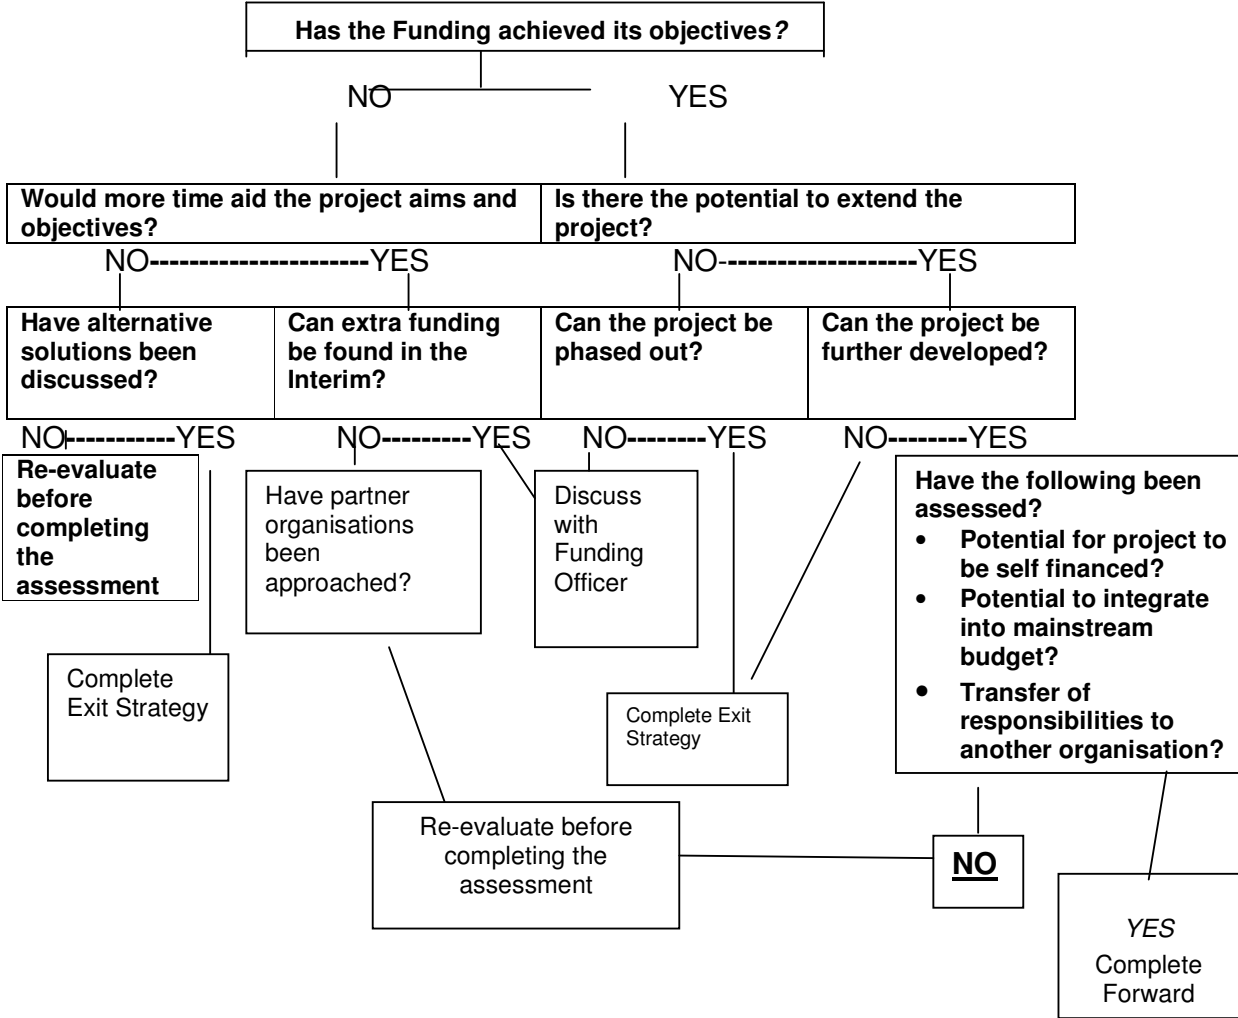 Has the Funding achieved its objectives?
NO
YES
Would more time aid the project aims and
objectives?
Is there the potential to extend the
project?
NO----------------------YES
NO-------------------YES
Have alternative
solutions been
discussed?
Can extra funding
be found in the
Interim?
Can the project be
phased out?
Can the project be
further developed?
NO-----------YES
NO---------YES
NO--------YES
NO--------YES
Re-evaluate
before
completing
the
assessment
Have partner
organisations
been
approached?
Discuss
with
Funding
Officer
Have the following been
assessed?
• Potential for project to
be self financed?
• Potential to integrate
into mainstream
budget?
• Transfer of
responsibilities to
another organisation?
Complete
Exit Strategy
Complete Exit
Strategy
Re-evaluate before
completing the
assessment
NO
YES
Complete
Forward